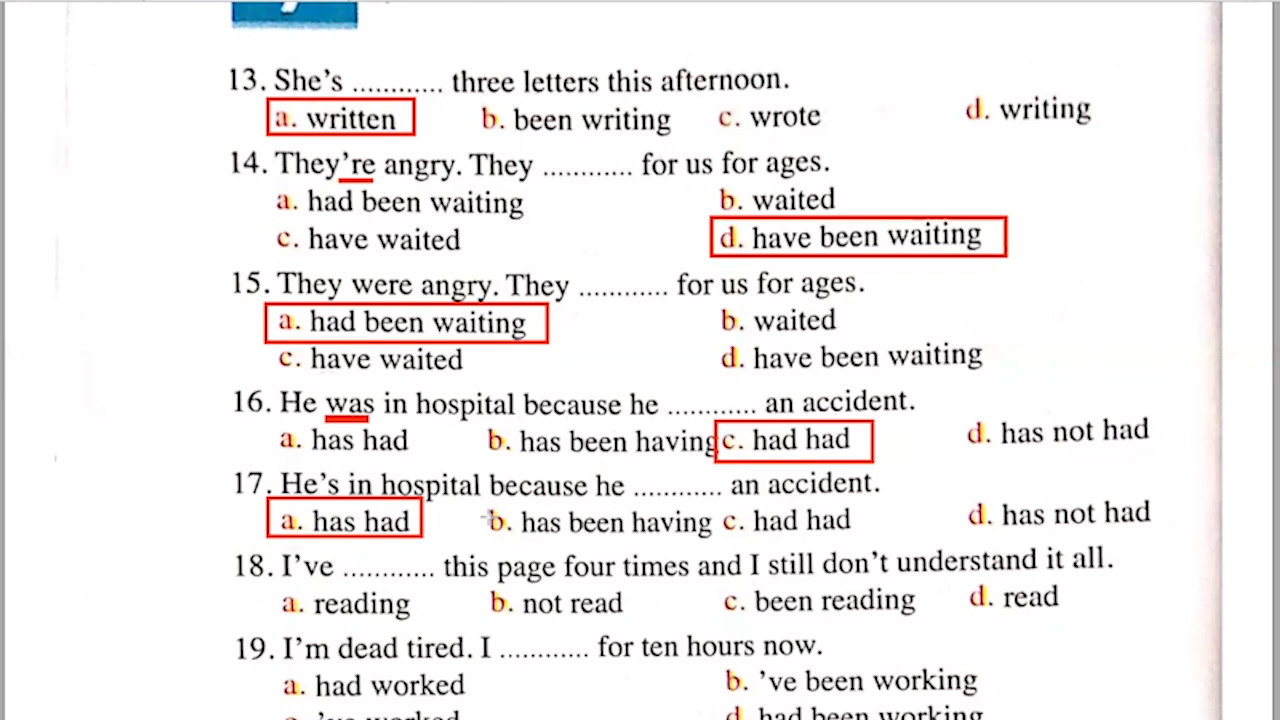 13. She's ............ three letters this afternoon.
a. written b. been writing c. wrote d. writing
14. They're angry. They ............ for us for ages.
a. had been waiting b. waited
c. have waited d. have been waiting
15. They were angry. They ............ for us for ages.
a. had been waiting b. waited
c. have waited d. have been waiting
16. He was in hospital because he ............ an accident.
a. has had b. has been having c. had had d. has not had
17. He's in hospital because he ............ an accident.
a. has had b. has been having c. had had d. has not had
18. I've ............ this page four times and I still don't understand it all.
a. reading b. not read c. been reading d. read
19. I'm dead tired. I ............ for ten hours now.
a. had worked b. 've been working
c. 've worked d. had been working